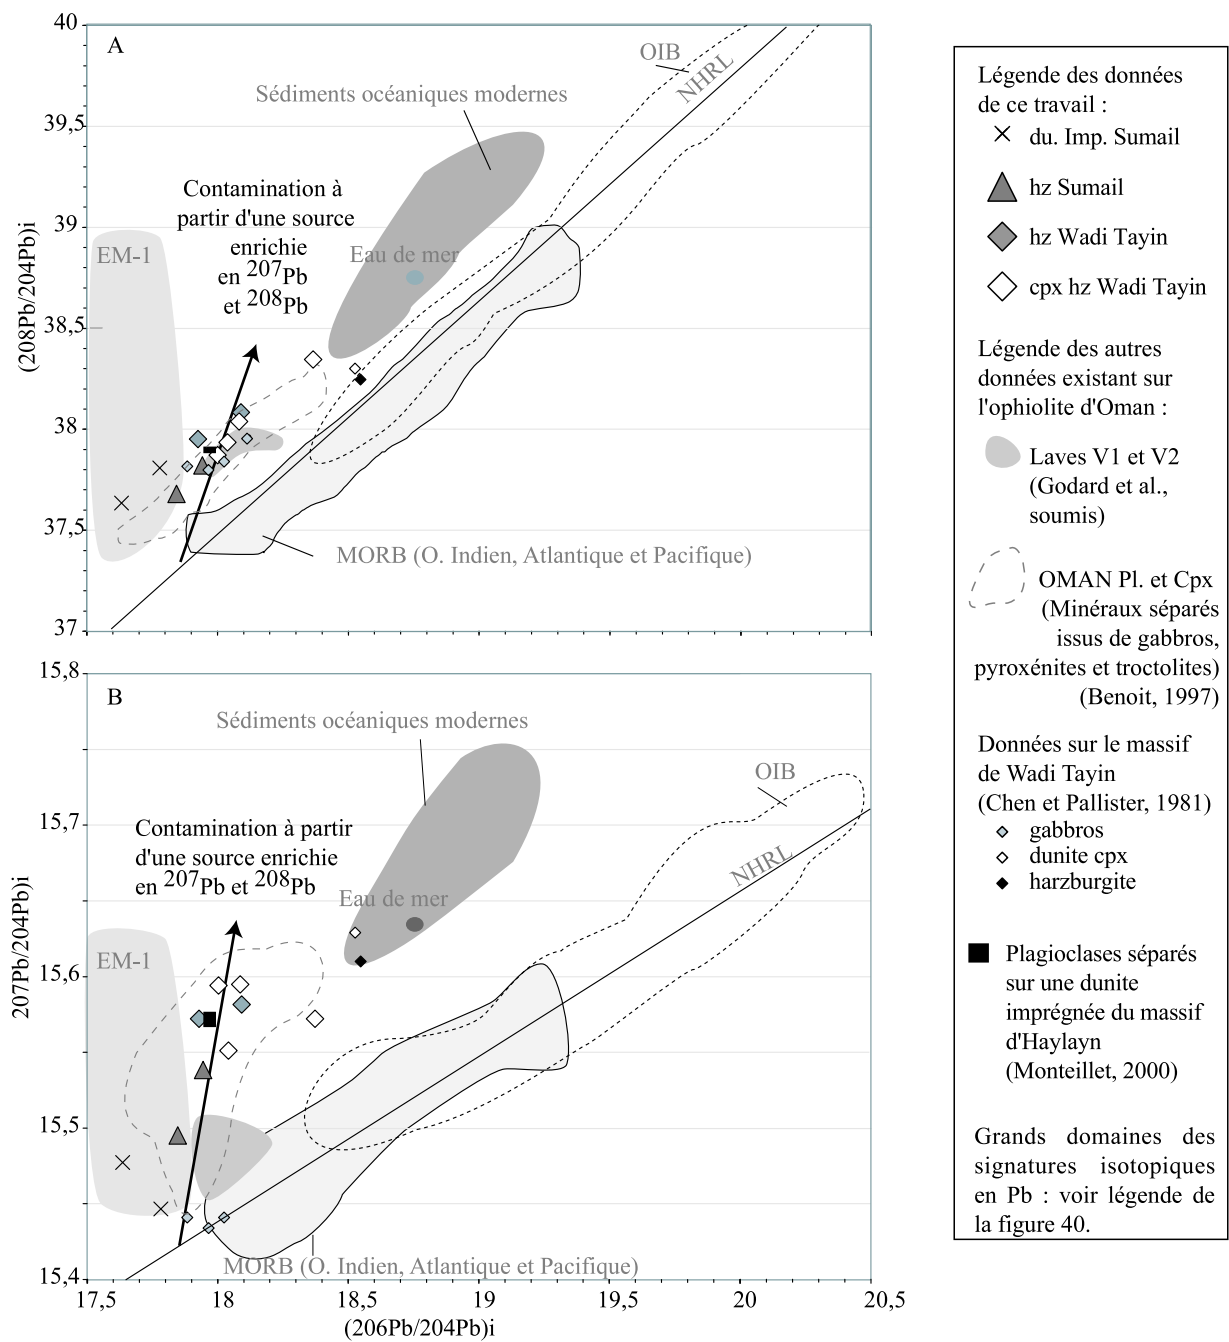 40
A
OIB
NHRL
Sédiments océaniques modernes
39,5
Contamination à
partir d'une source
enrichie
en 207Pb
et 208Pb
39
EM-1
Eau de mer
(208Pb/204Pb)i
38,5
38
37,5
MORB (O. Indien, Atlantique et Pacifique)
37
15,8
B
Sédiments océaniques modernes
OIB
15,7
Contamination à partir
d'une source enrichie
en 207Pb et 208Pb
NHRL
Eau de mer
EM-1
207Pb/204Pb)i
15,6
15,5
MORB (O. Indien, Atlantique et Pacifique)
15,4
17,5
18
18,5
19
19,5
20
20,5
(206Pb/204Pb)i
Légende des données
de ce travail :
du. Imp. Sumail
hz Sumail
hz Wadi Tayin
cpx hz Wadi Tayin
Légende des autres
données existant sur
l'ophiolite d'Oman :
Laves V1 et V2
(Godard et al.,
soumis)
OMAN Pl. et Cpx
(Minéraux séparés
issus de gabbros,
pyroxénites et troctolites)
(Benoit, 1997)
Données sur le massif
de Wadi Tayin
(Chen et Pallister, 1981)
gabbros
dunite cpx
harzburgite
Plagioclases séparés
sur une dunite
imprégnée du massif
d'Haylayn
(Monteillet, 2000)
Grands domaines des
signatures isotopiques
en Pb : voir légende de
la figure 40.